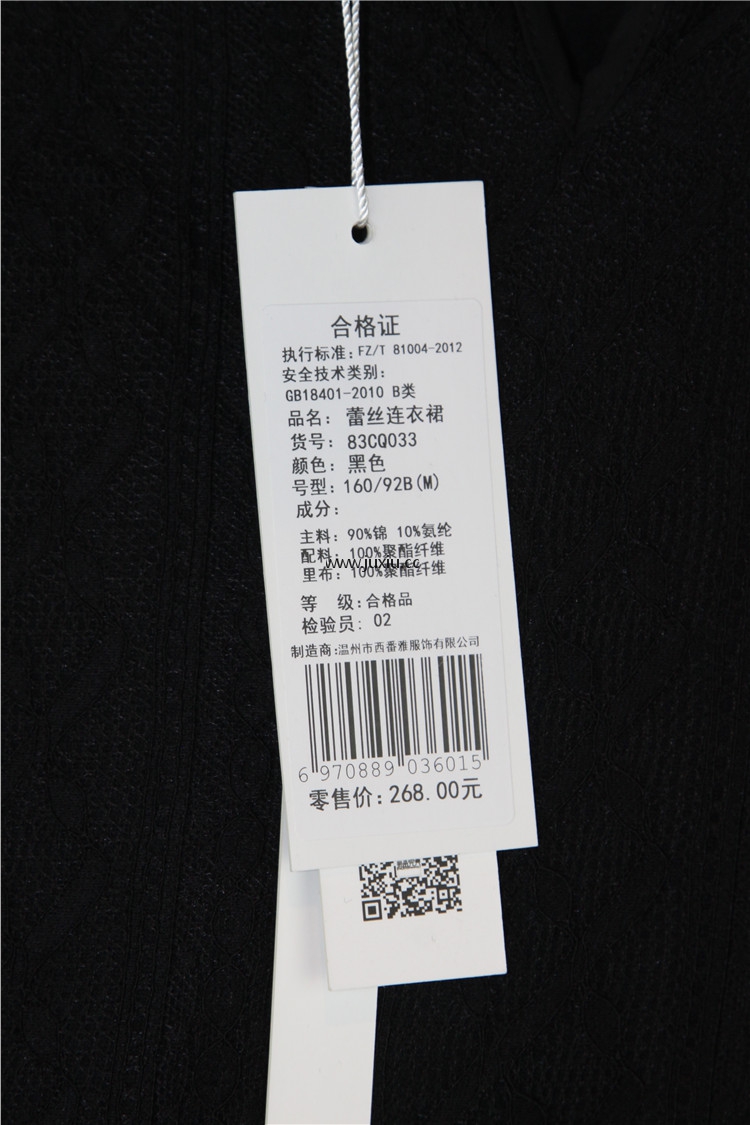 合格证
执行标准: FZ/T 81004-2012
安全技术类别:
GB18401-2010 B类
品名: 蕾丝连衣裙
货号: 83CQ033
颜色: 黑色
号型: 160/92B(M)
成分:
主料: 90%锦 10%氨纶
配料: 100%聚酯纤维
www.juxiu.cc
里布: 100%聚酯纤维
等 级: 合格品
检验员: 02
制造商:温州市西番雅服饰有限公司
6 970889 036015
零售价: 268.00元